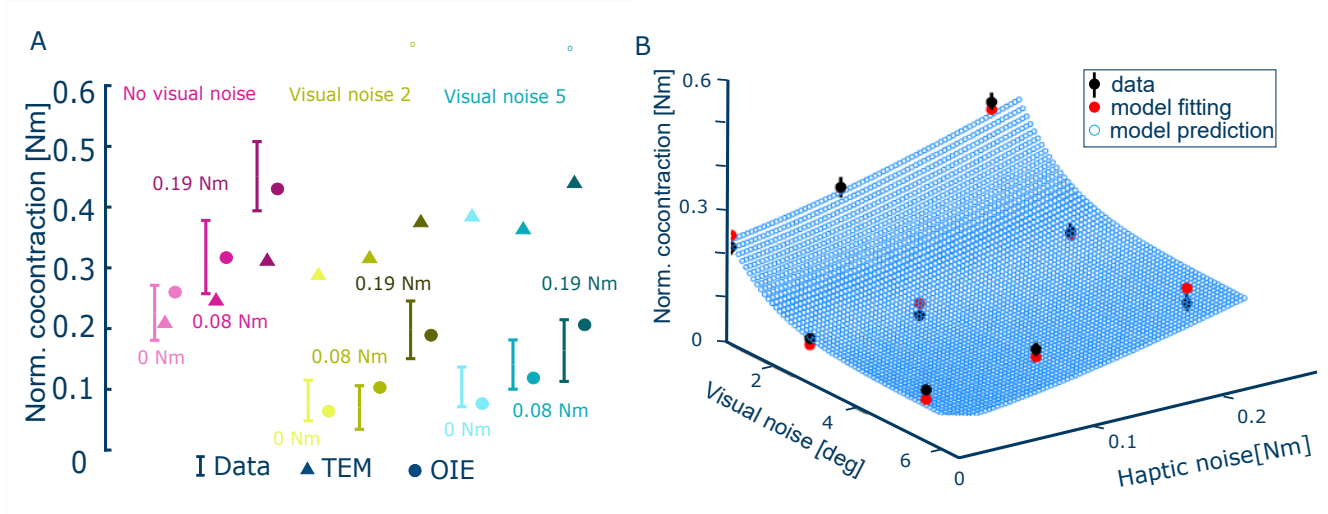 A
Norm. cocontraction [Nm]
0.6
0.5
0.4
0.3
0.2
0.1
0
No visual noise
Visual noise 2
Visual noise 5
0.19 Nm
0.08 Nm
0 Nm
0.19 Nm
0.08 Nm
0 Nm
0.19 Nm
0.08 Nm
0 Nm
Data
TEM
OIE
B
Norm. cocontraction [Nm]
0.6
0.3
0
data
model fitting
model prediction
2
4
6
Visual noise [deg]
0
0.1
0.2
Haptic noise[Nm]